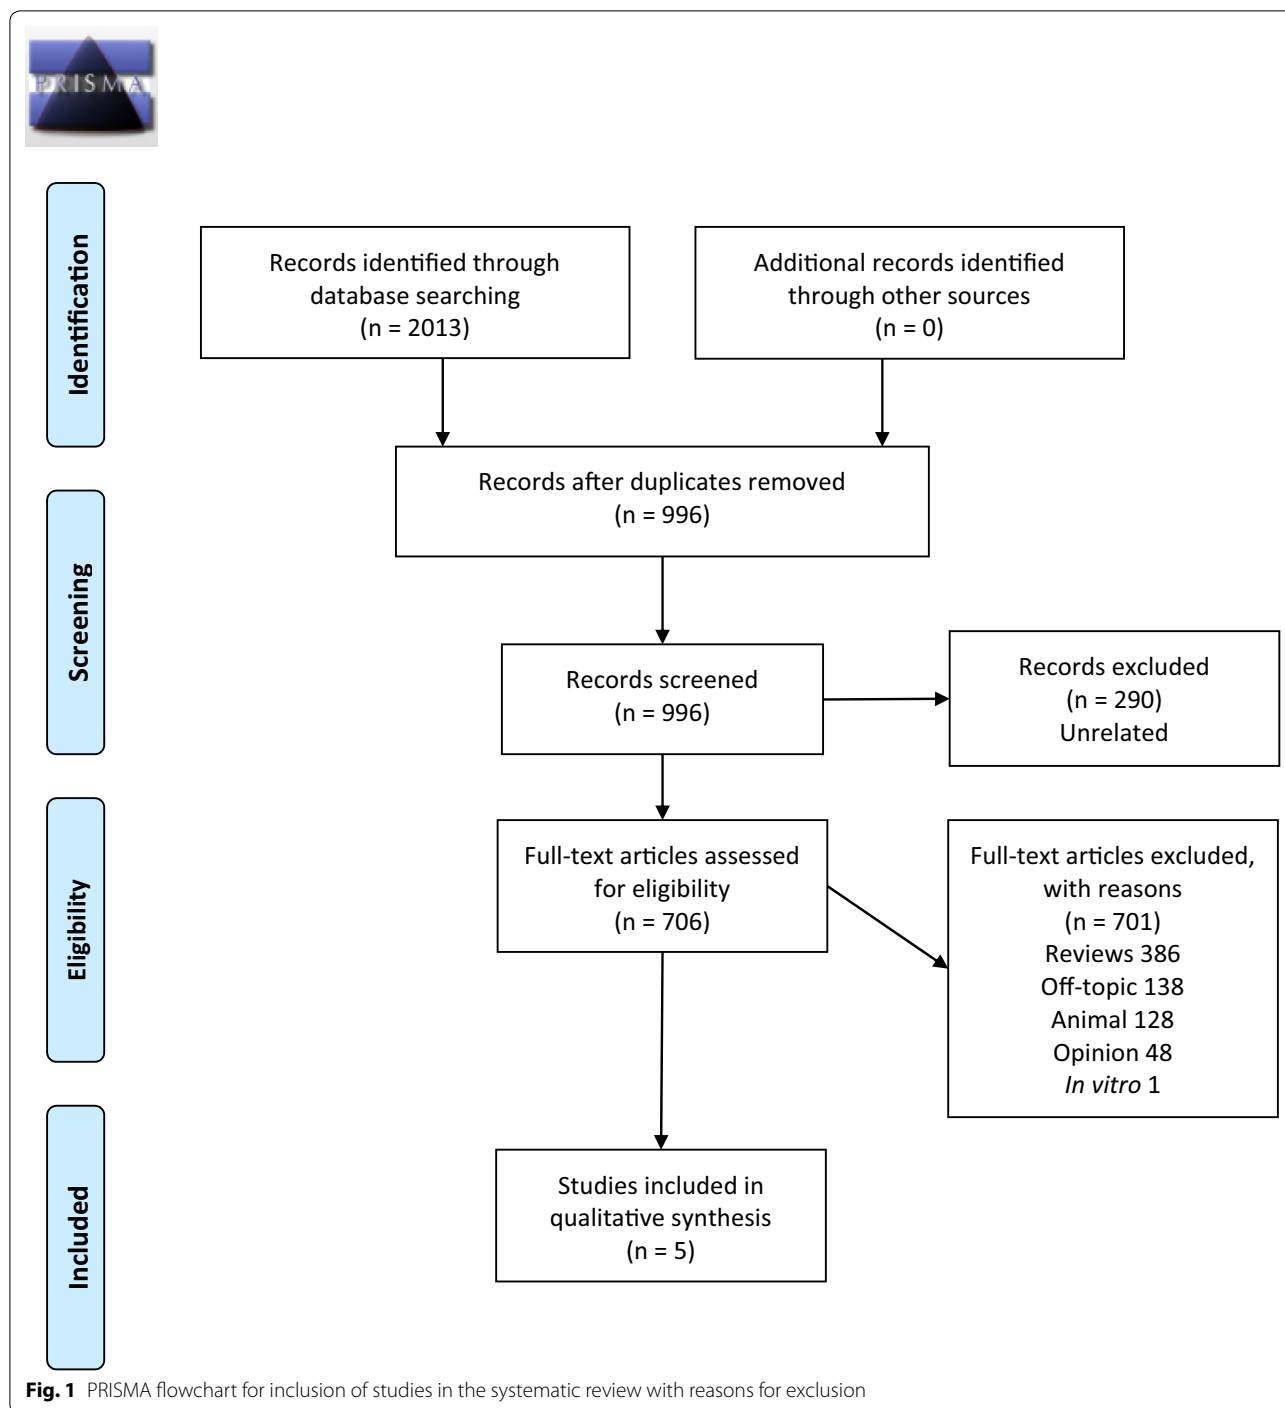 PRISMA
Identification
Records identified through
database searching
(n = 2013)
Additional records identified
through other sources
(n = 0)
Records after duplicates removed
(n = 996)
Screening
Records screened
(n = 996)
Records excluded
(n = 290)
Unrelated
Eligibility
Full-text articles assessed
for eligibility
(n = 706)
Full-text articles excluded,
with reasons
(n = 701)
Reviews 386
Off-topic 138
Animal 128
Opinion 48
In vitro 1
Included
Studies included in
qualitative synthesis
(n = 5)
Fig. 1 PRISMA flowchart for inclusion of studies in the systematic review with reasons for exclusion